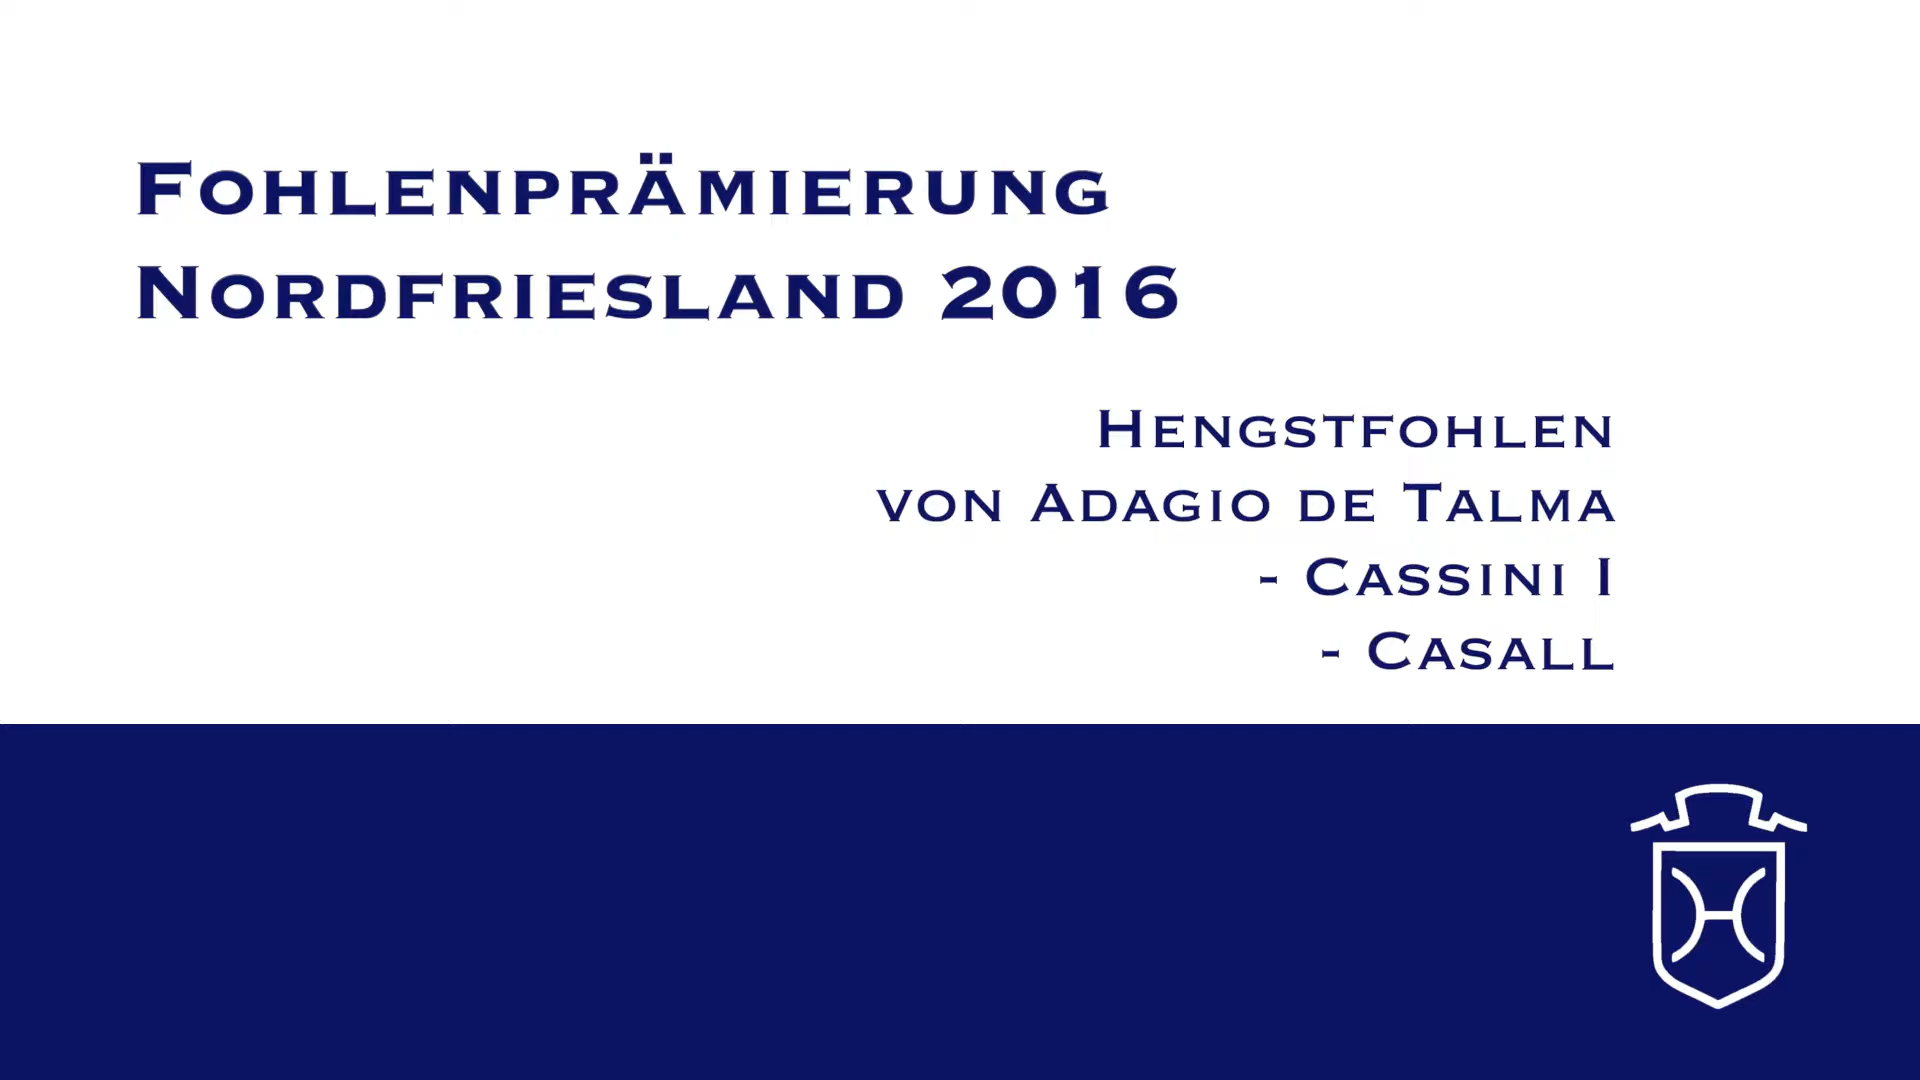 Fohlenprämierung
Nordfriesland 2016
Hengstfohlen
von Adagio de Talma
- Cassini I
- Casall